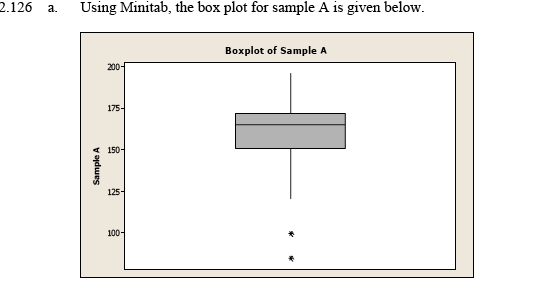 2.126 a. Using Minitab, the box plot for sample A is given below.
Boxplot of Sample A
200
175
150
125
100
Sample A